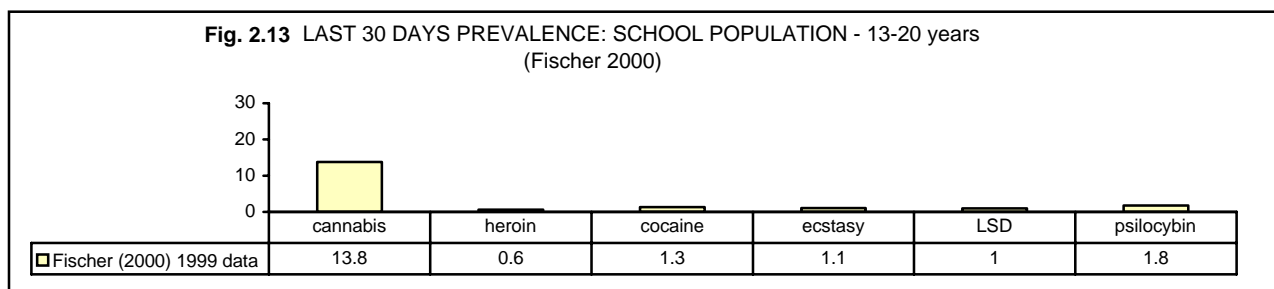 Fig. 2.13 LAST 30 DAYS PREVALENCE: SCHOOL POPULATION - 13-20 years
(Fischer 2000)
30
20
10
0
cannabis heroin cocaine ecstasy LSD psilocybin
Fischer (2000) 1999 data 13.8 0.6 1.3 1.1 1 1.8